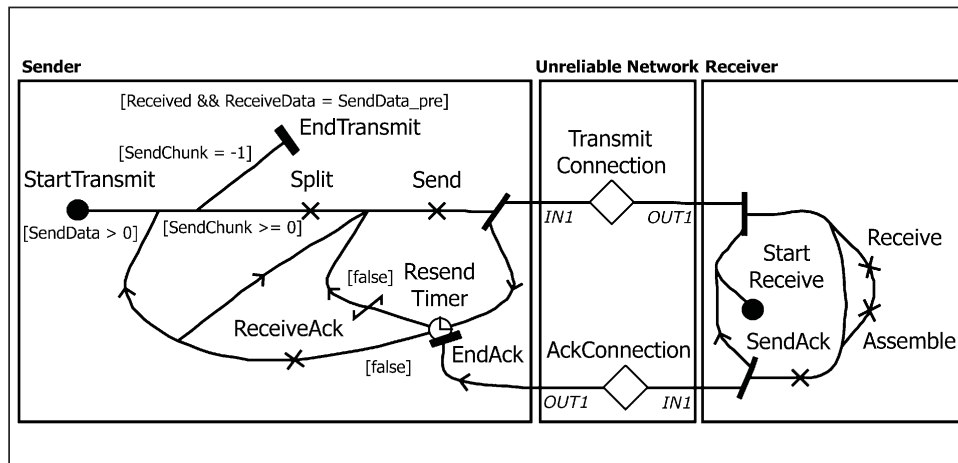 Sender
Unreliable Network
Receiver
[Received && ReceiveData = SendData_pre]
EndTransmit
[SendChunk = -1]
StartTransmit
Split
Send
[SendData > 0]
[SendChunk >= 0]
Transmit
Connection
IN1
OUT1
Receive
Start
Receive
[false]
Resend
Timer
ReceiveAck
[false]
EndAck
AckConnection
OUT1
IN1
SendAck
Assemble